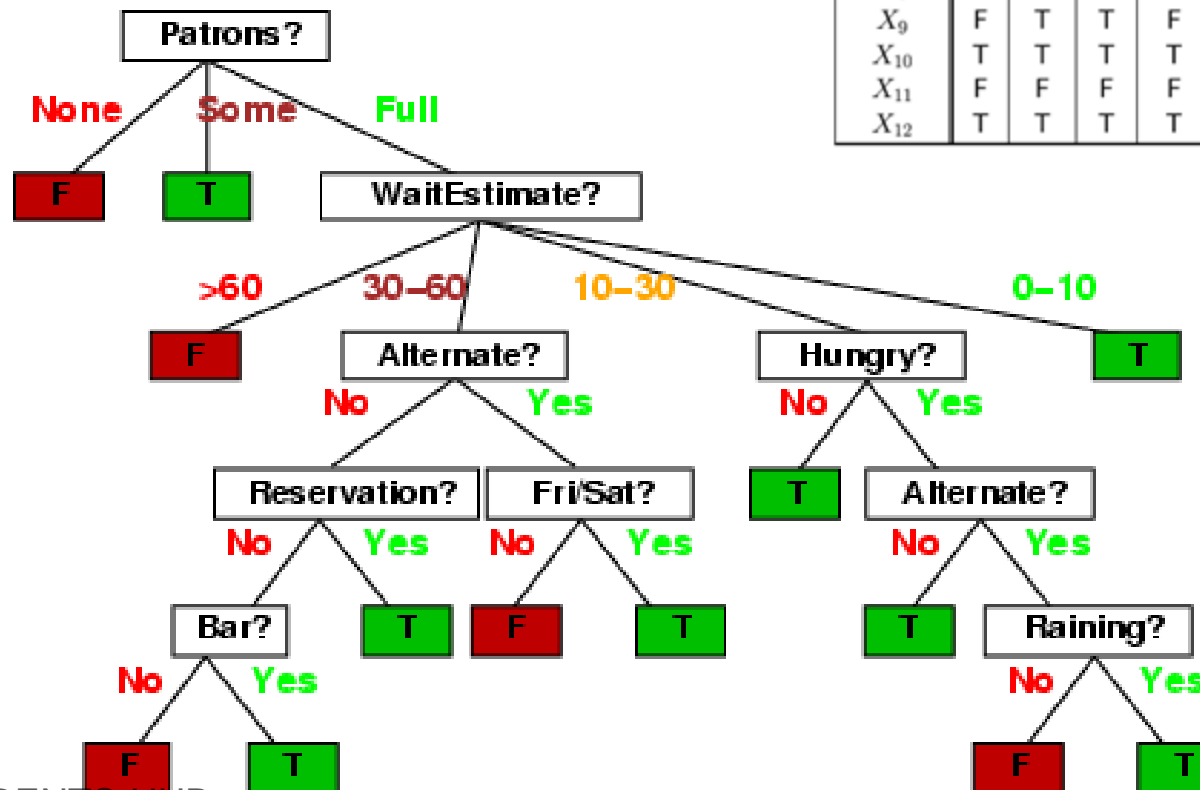 Patrons?
X9 F T T F
X10 T T T T
X11 F F F F
X12 T T T T
None Some Full
F T WaitEstimate?
>60 30–60 10–30 0–10
F Alternate? Hungry? T
No Yes No Yes
Reservation? Fri/Sat? T Alternate?
No Yes No Yes No Yes
Bar? T F T T Raining?
No Yes No Yes
F T F T